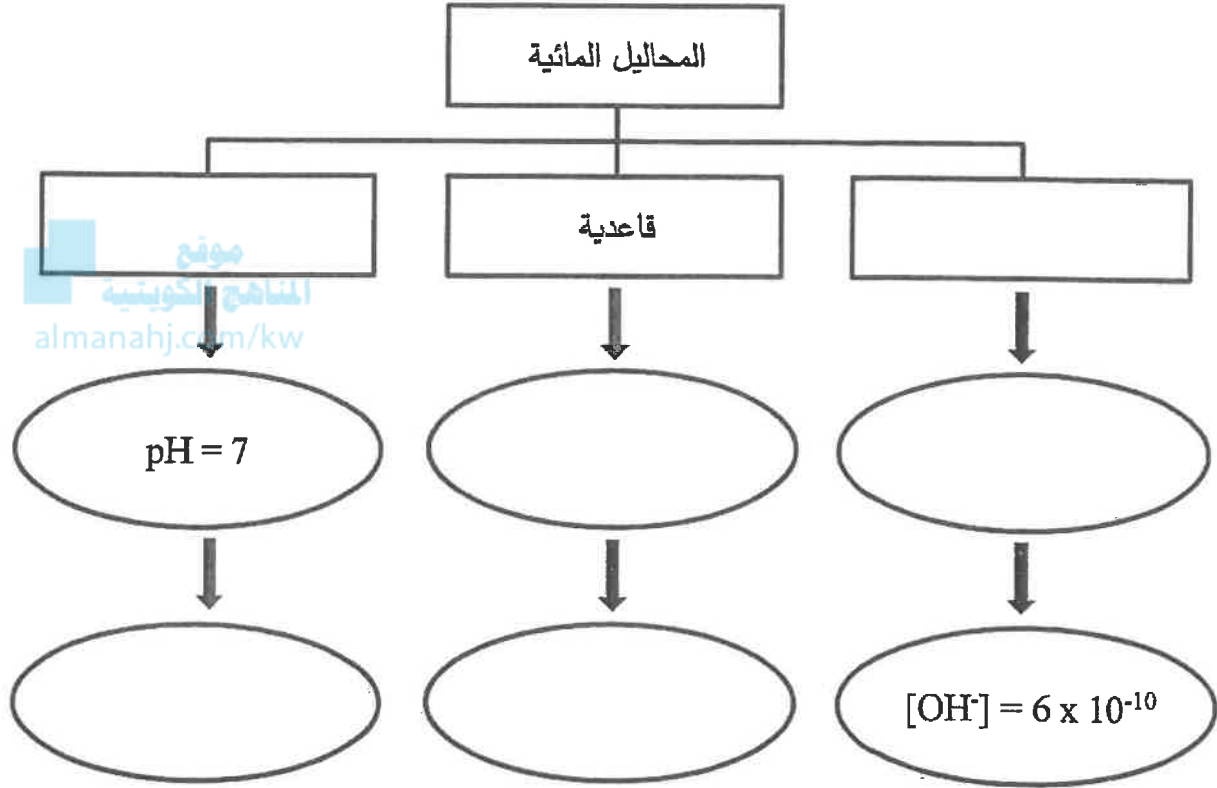 المحاليل المائية
قاعدية
موقع
المناهج الكويتية
almanahj.com/kw
pH = 7
[OH⁻] = 6 x 10⁻¹⁰